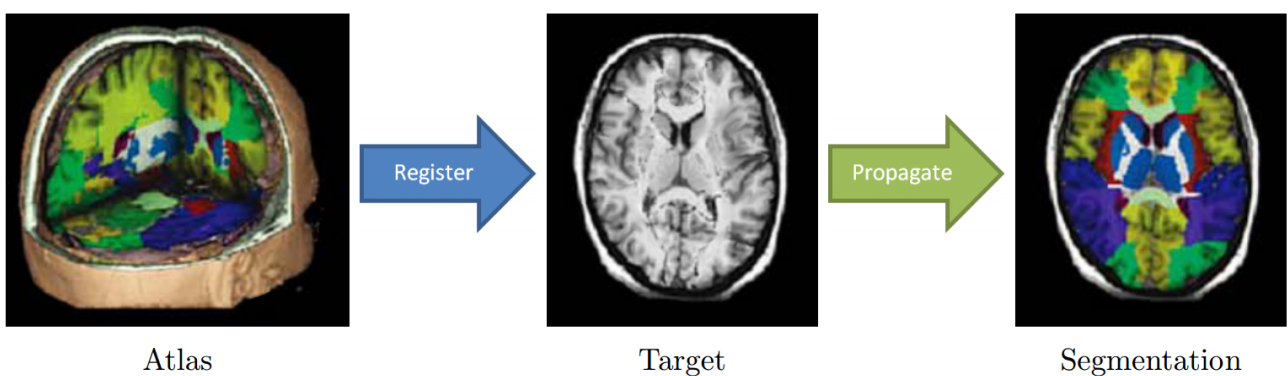 Register
Propagate
Atlas
Target
Segmentation